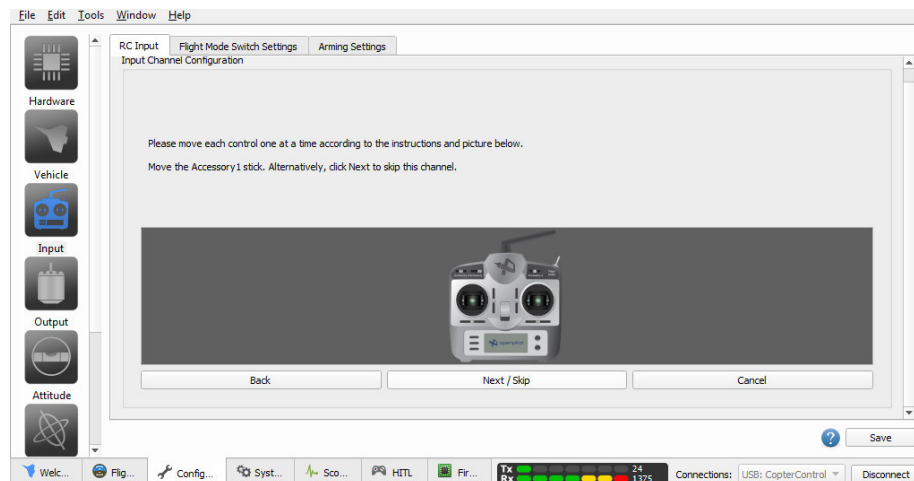 File Edit Tools Window Help
RC Input Flight Mode Switch Settings Arming Settings
Input Channel Configuration
Hardware
Please move each control one at a time according to the instructions and picture below.
Move the Accessory1 stick. Alternatively, click Next to skip this channel.
Vehicle
Input
Output
openpilot
Back Next / Skip Cancel
Attitude
? Save
Welc... Flig... Config... Syst... Sco... HITL Fir... Tx 24 Connections: USB: CopterControl Disconnect
Rx 1375